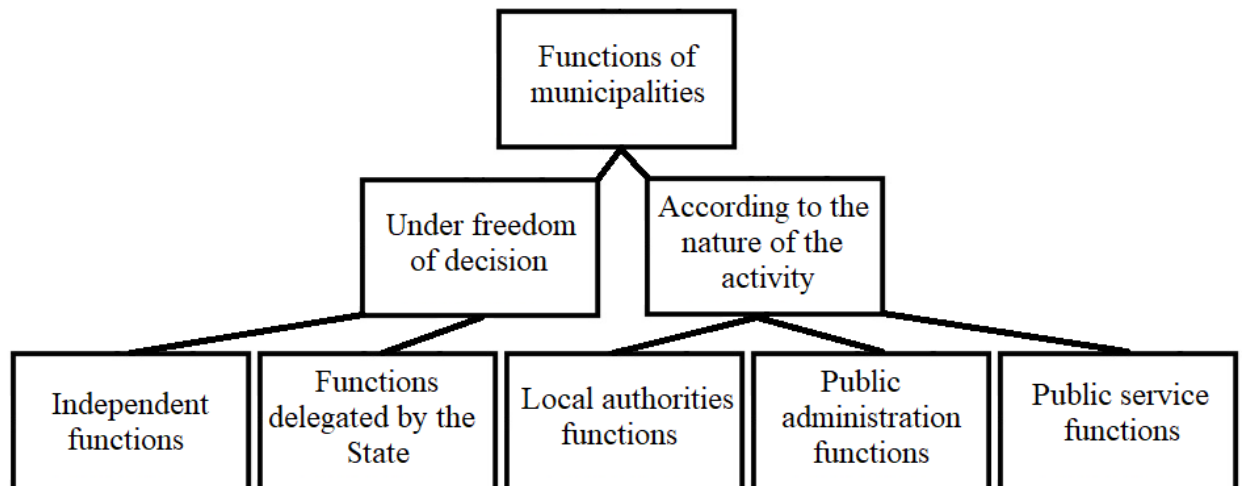 Functions of
municipalities
Under freedom
of decision
According to the
nature of the
activity
Independent
functions
Functions
delegated by the
State
Local authorities
functions
Public
administration
functions
Public service
functions